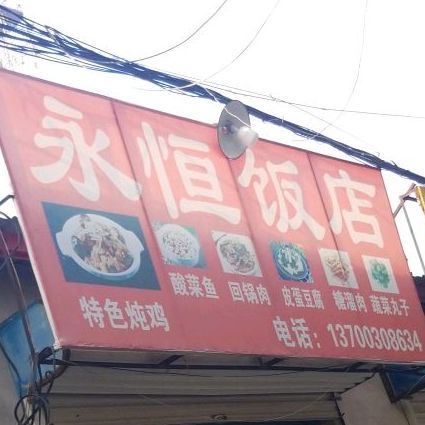 永恒饭店
酸菜鱼 回锅肉 皮蛋豆腐 糖溜肉 蔬菜丸子
特色炖鸡
电话:13700308634